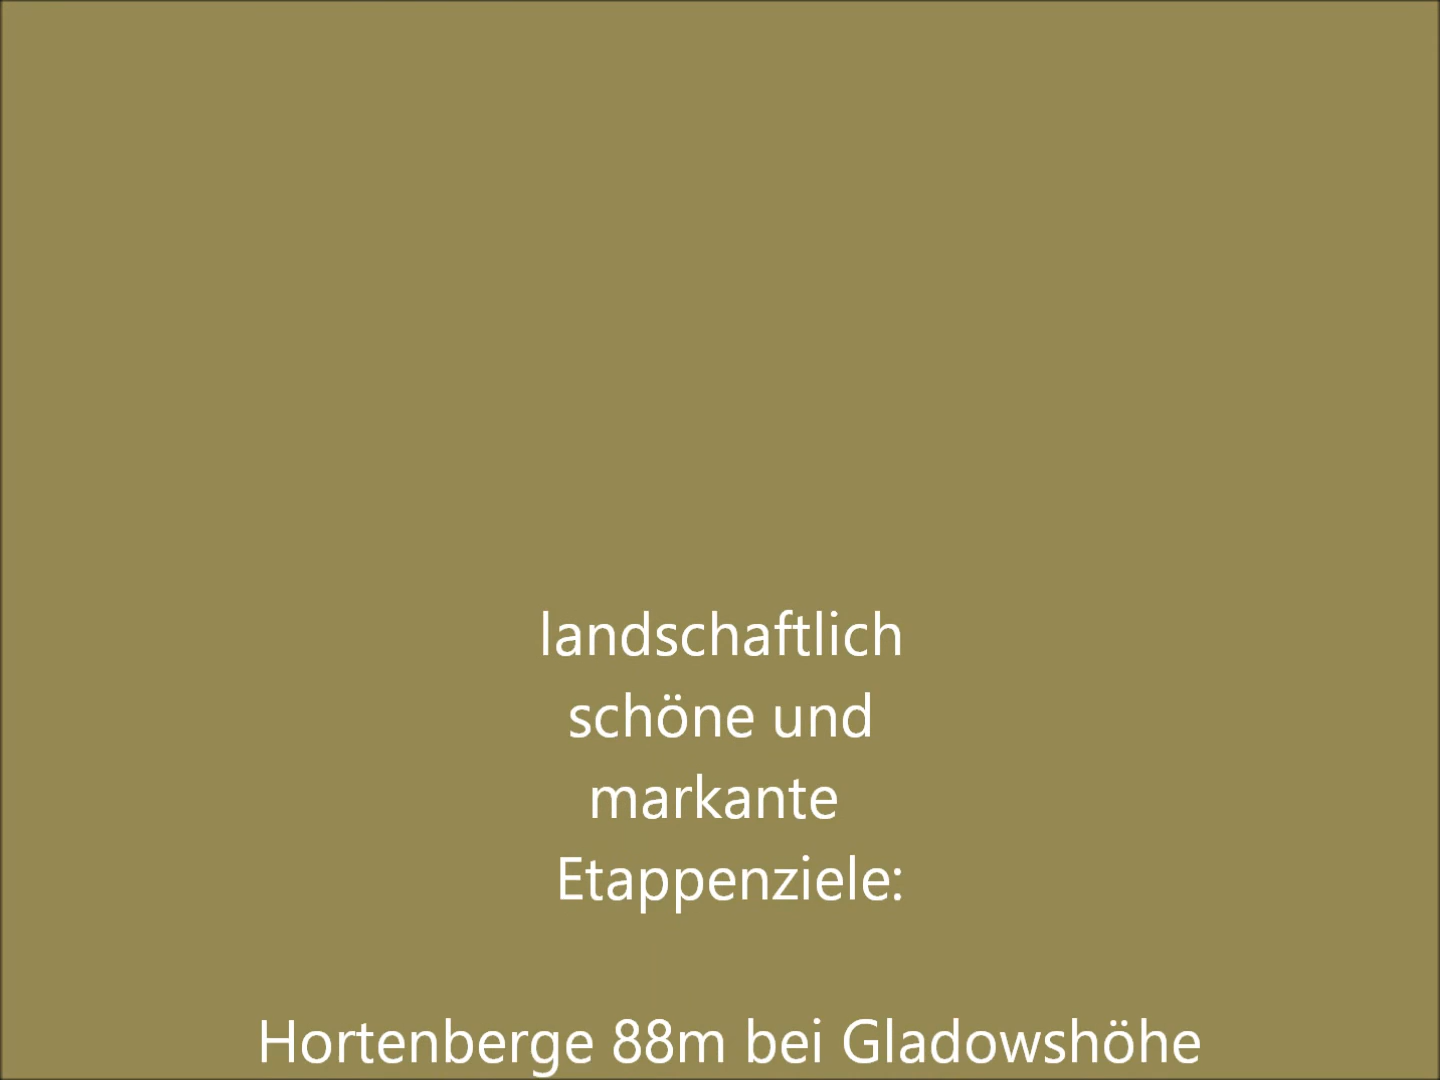 landschaftlich
schöne und
markante
Etappenziele:
Hortenberge 88m bei Gladowshöhe